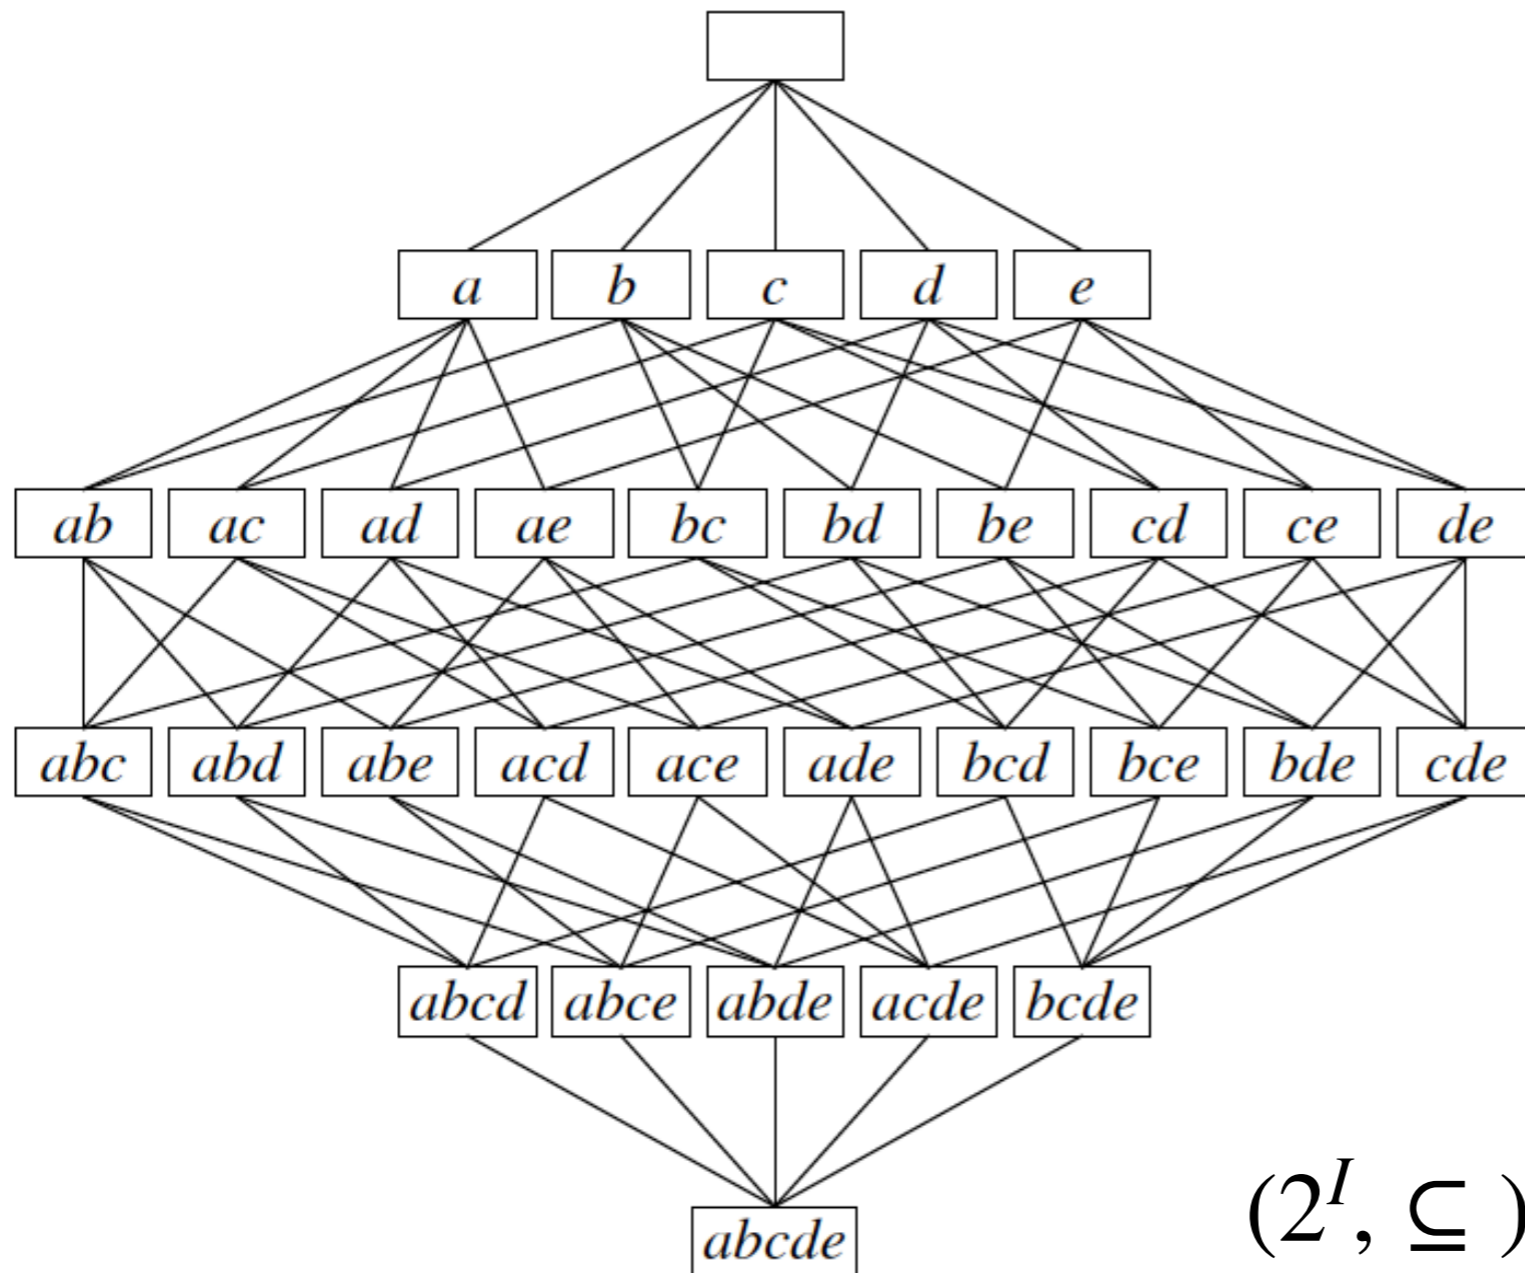 a b c d e
ab ac ad ae bc bd be cd ce de
abc abd abe acd ace ade bcd bce bde cde
abcd abce abde acde bcde
abcde
(2^I, ⊆ )